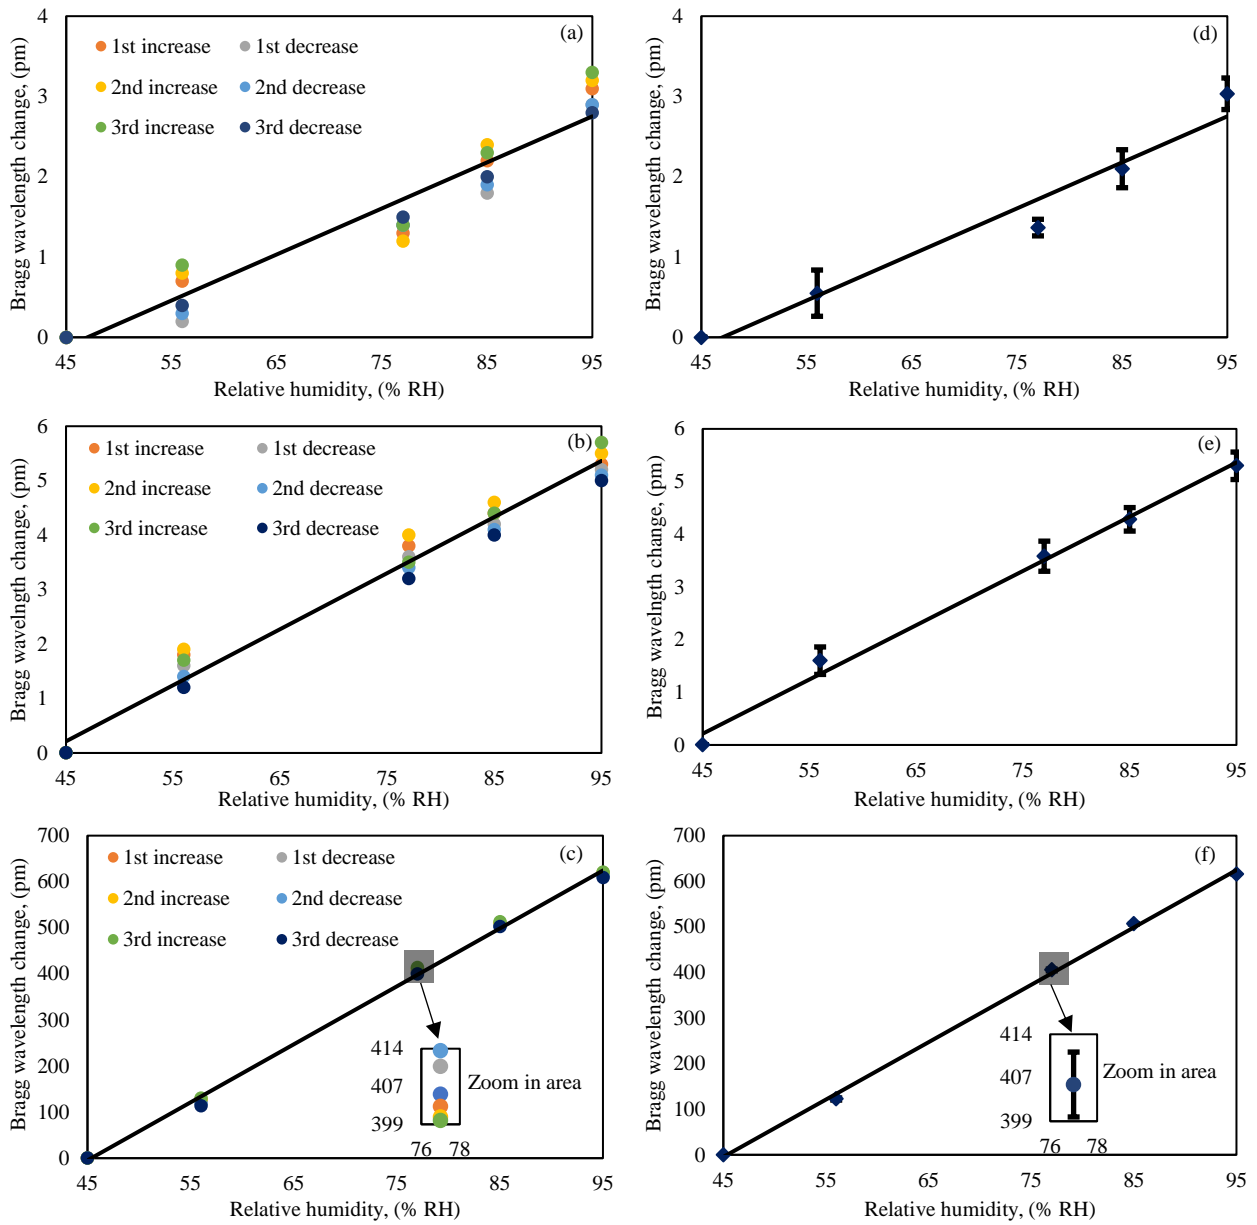 (a)
4
3
2
1
0
1st increase
1st decrease
2nd increase
2nd decrease
3rd increase
3rd decrease
Bragg wavelength change, (pm)
45 55 65 75 85 95
Relative humidity, (% RH)
(d)
4
3
2
1
0
Bragg wavelength change, (pm)
45 55 65 75 85 95
Relative humidity, (% RH)
(b)
6
5
4
3
2
1
0
1st increase
1st decrease
2nd increase
2nd decrease
3rd increase
3rd decrease
Bragg wavelngth change, (pm)
45 55 65 75 85 95
Relative humidity, (% RH)
(e)
6
5
4
3
2
1
0
Bragg wavelength change, (pm)
45 55 65 75 85 95
Relative humidity, (% RH)
(c)
700
600
500
400
300
200
100
0
1st increase
1st decrease
2nd increase
2nd decrease
3rd increase
3rd decrease
414
407
399
76 78
Zoom in area
Bragg wavelength change, (pm)
45 55 65 75 85 95
Relative humidity, (% RH)
(f)
700
600
500
400
300
200
100
0
414
407
399
76 78
Zoom in area
Bragg wavelength change, (pm)
45 55 65 75 85 95
Relative humidity, (% RH)